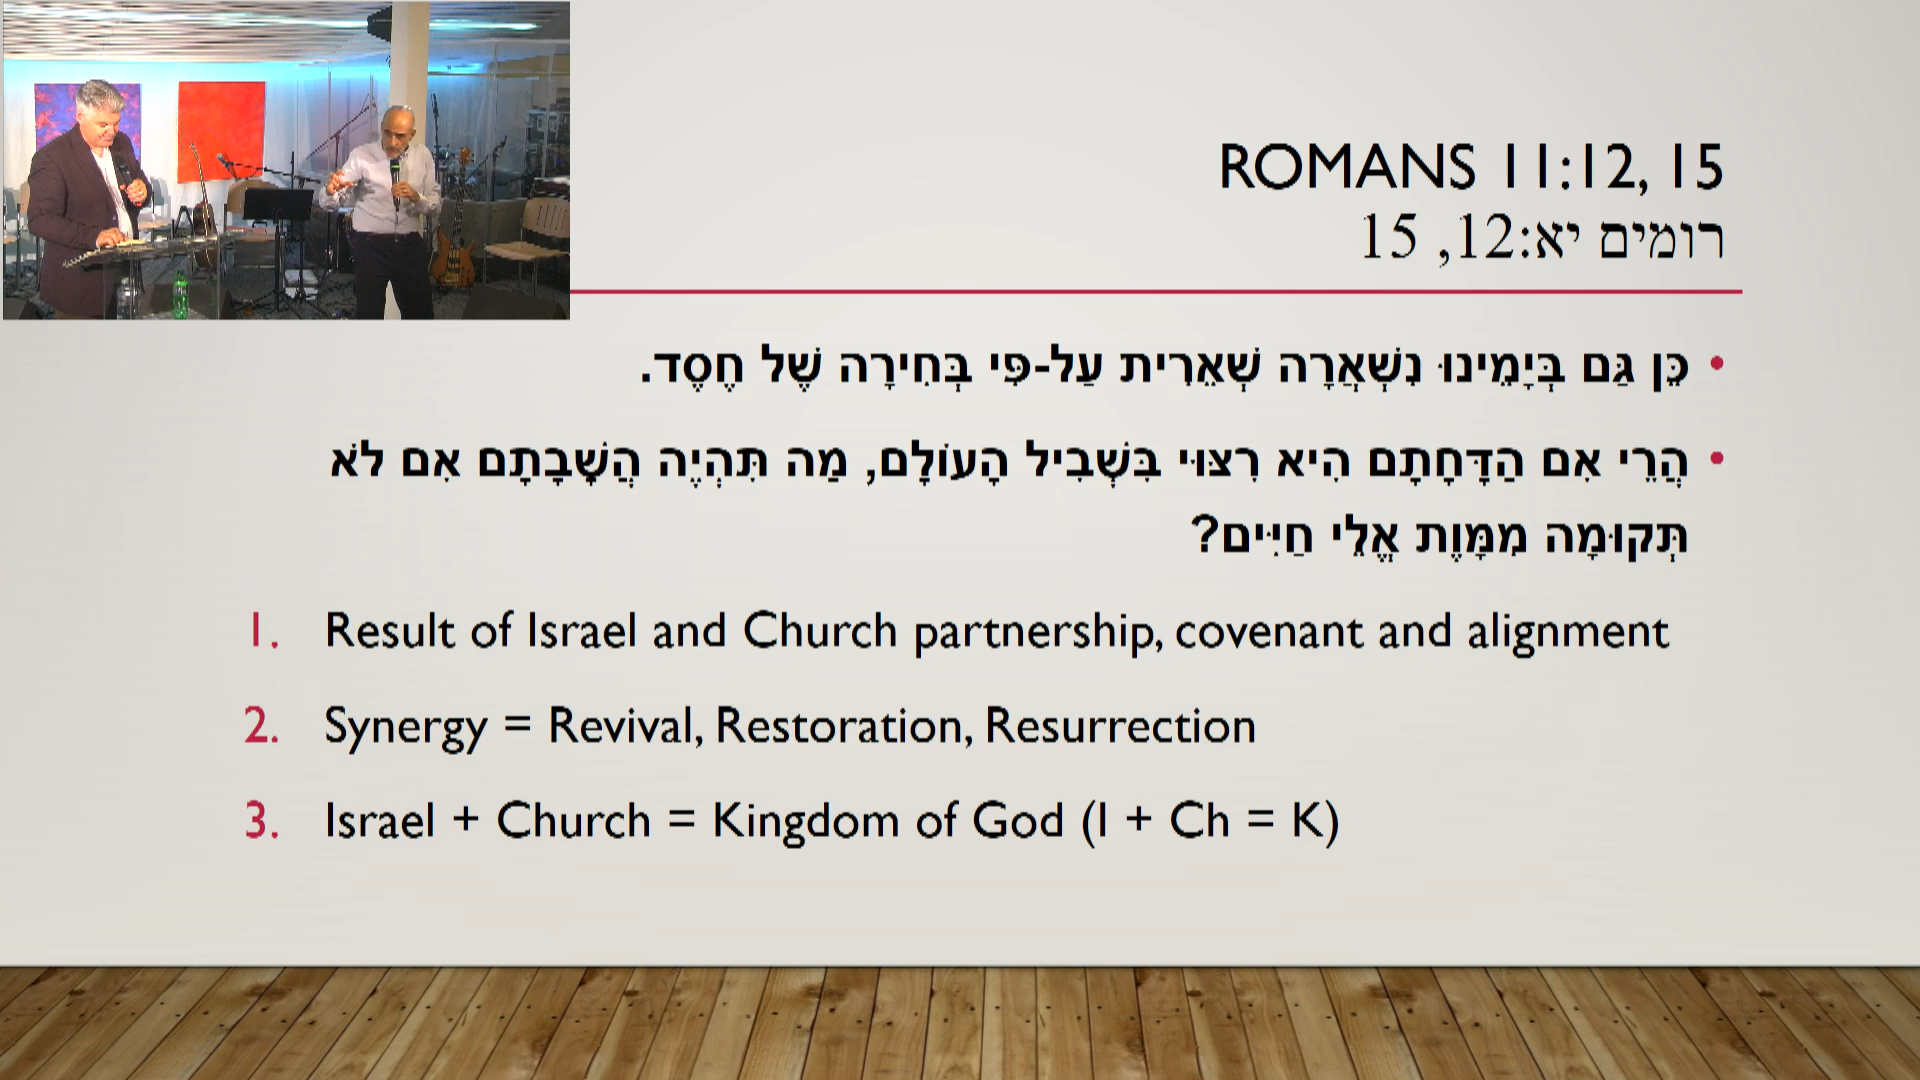 ROMANS 11:12, 15
רומים יא:12, 15
• כֵּן גַּם בְּיָמֵינוּ נִשְׁאֲרָה שְׁאֵרִית עַל-פִּי בְּחִירָה שֶׁל חֶסֶד.
• הֲרֵי אִם הַדָּחָתָם הִיא רִצּוּי בִּשְׁבִיל הָעוֹלָם, מַה תִּהְיֶה הֲשָׁבָתָם אִם לֹא
תְּקוּמָה מִמָּוֶת אֱלֵי חַיִּים?
1. Result of Israel and Church partnership, covenant and alignment
2. Synergy = Revival, Restoration, Resurrection
3. Israel + Church = Kingdom of God (I + Ch = K)